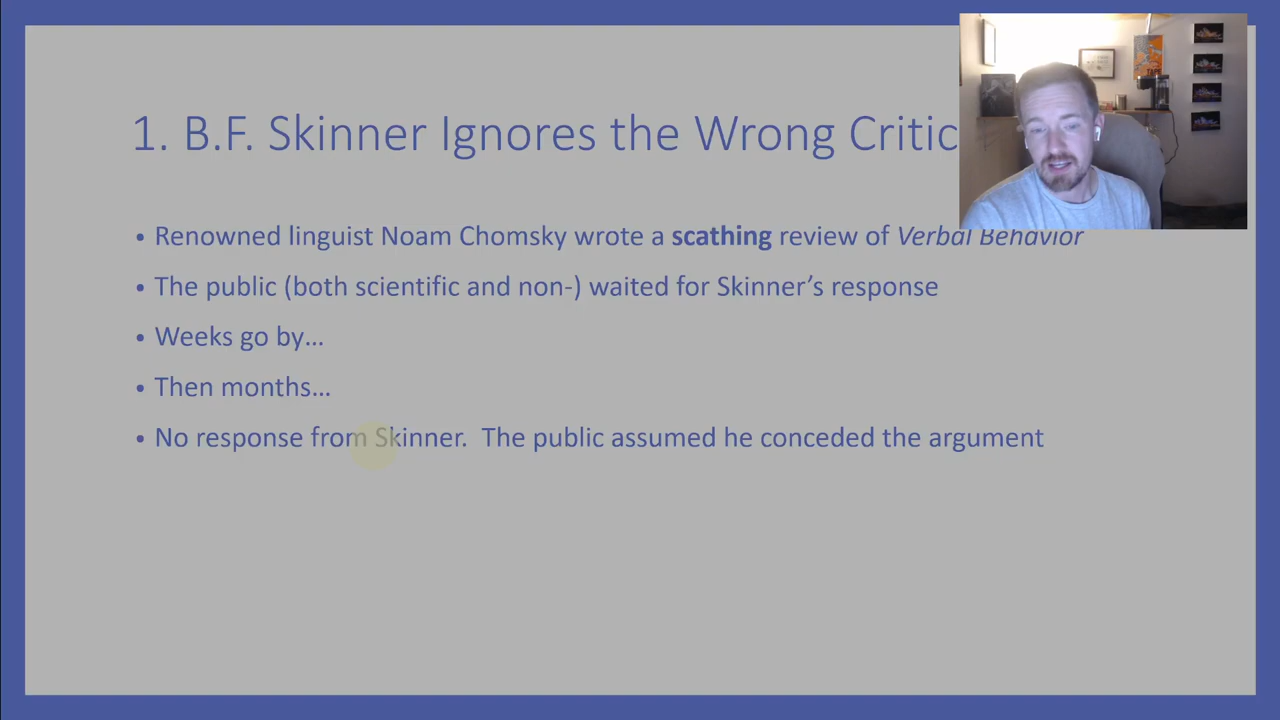 1. B.F. Skinner Ignores the Wrong Critic
• Renowned linguist Noam Chomsky wrote a scathing review of Verbal Behavior
• The public (both scientific and non-) waited for Skinner’s response
• Weeks go by…
• Then months…
• No response from Skinner.  The public assumed he conceded the argument